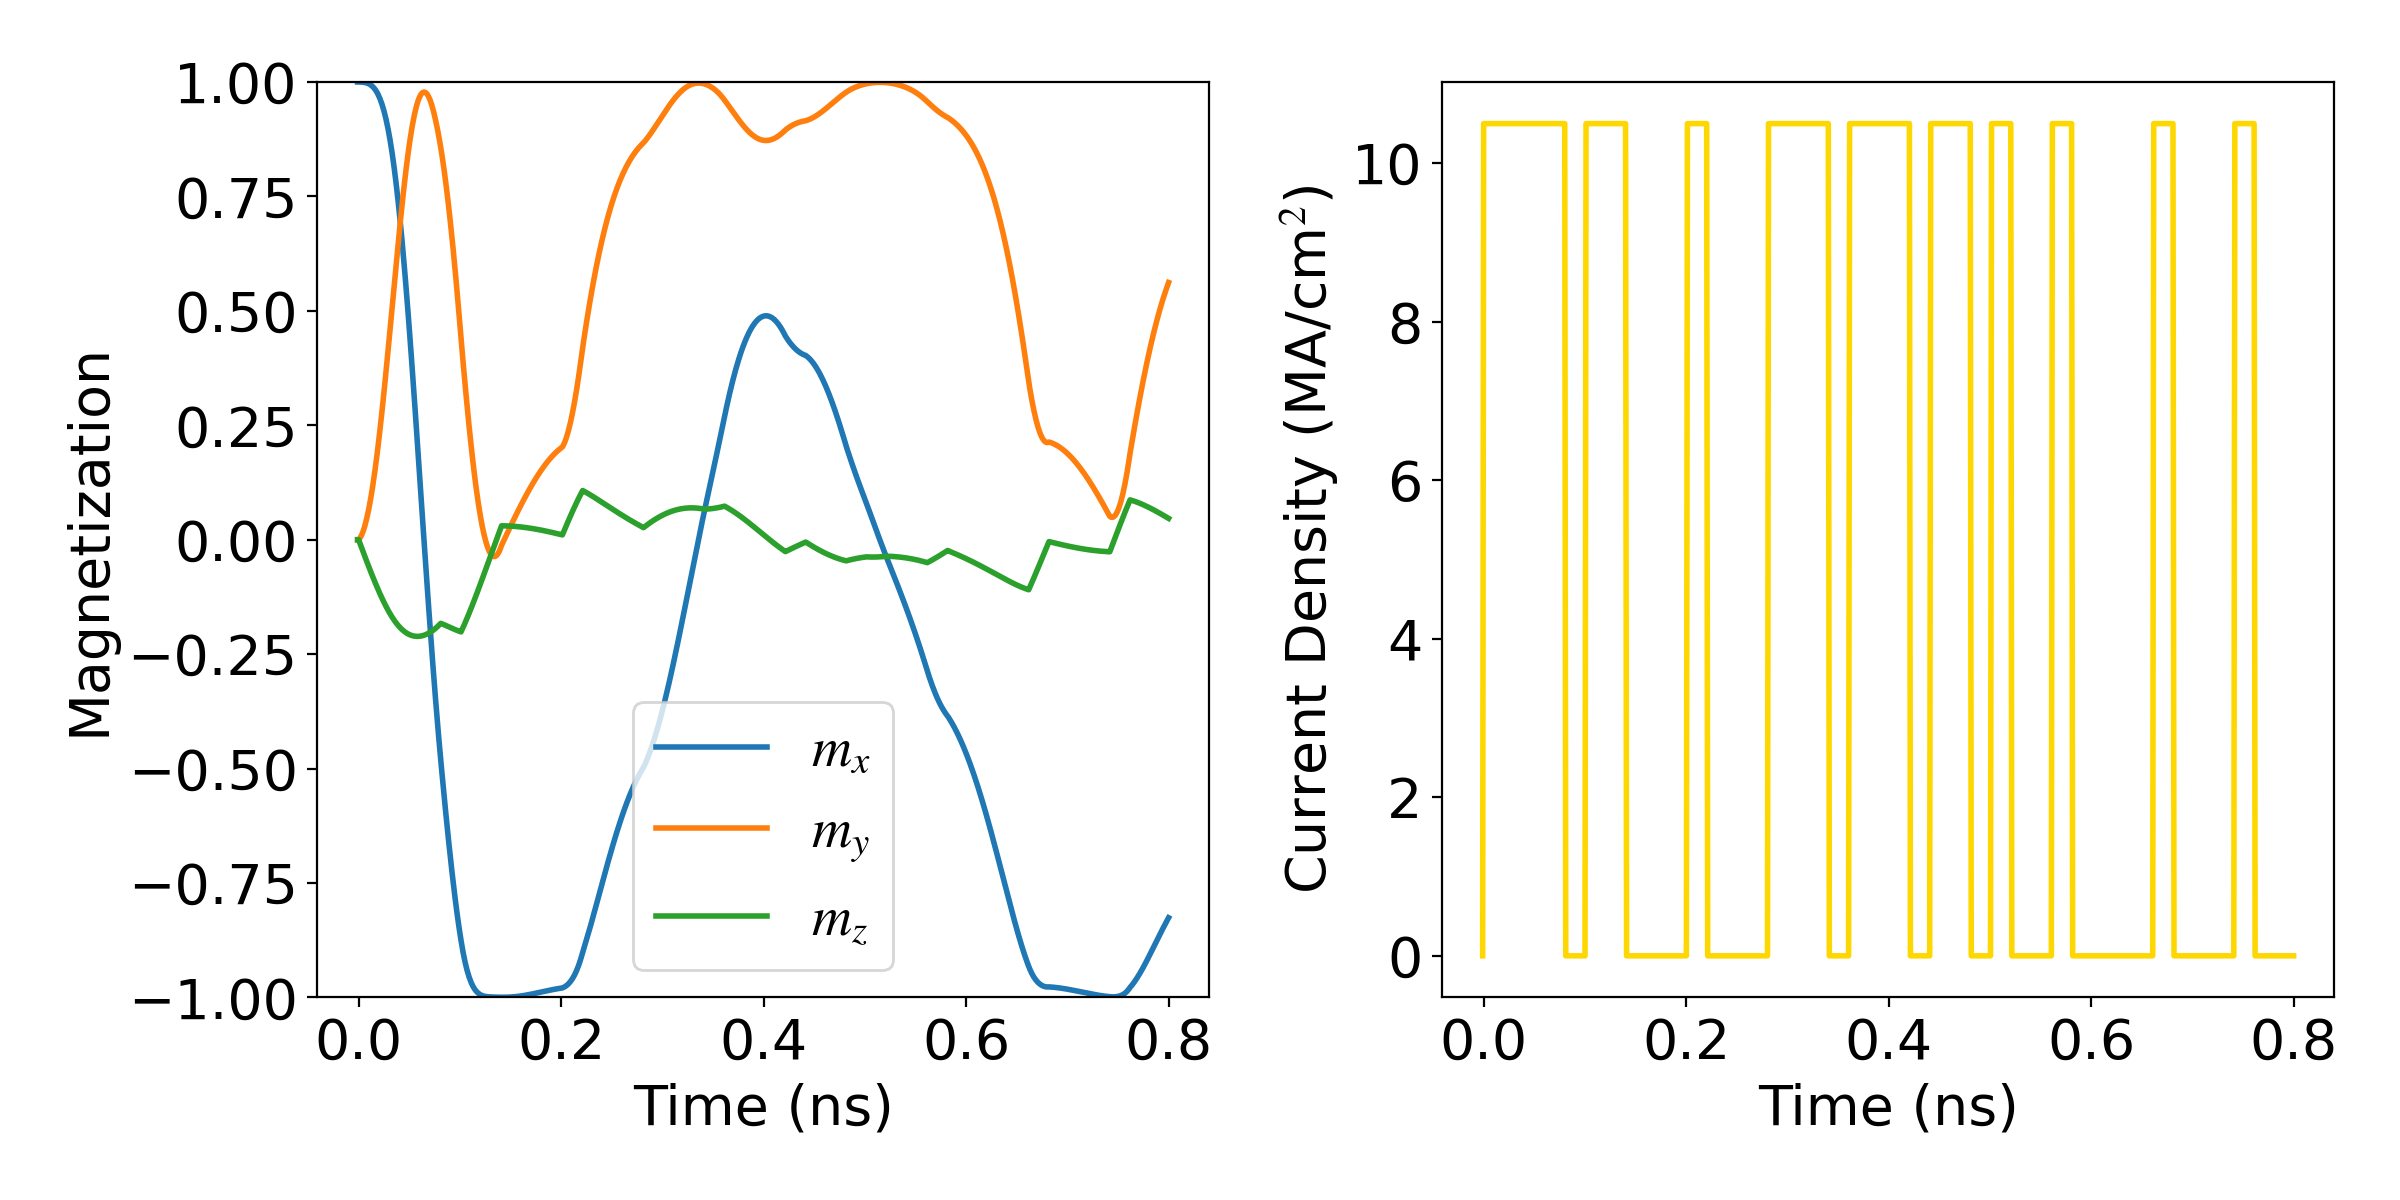 1.00
0.75
0.50
0.25
0.00
−0.25
−0.50
−0.75
−1.00
Magnetization
0.0 0.2 0.4 0.6 0.8
Time (ns)
m_x
m_y
m_z
10
8
6
4
2
0
Current Density (MA/cm²)
0.0 0.2 0.4 0.6 0.8
Time (ns)